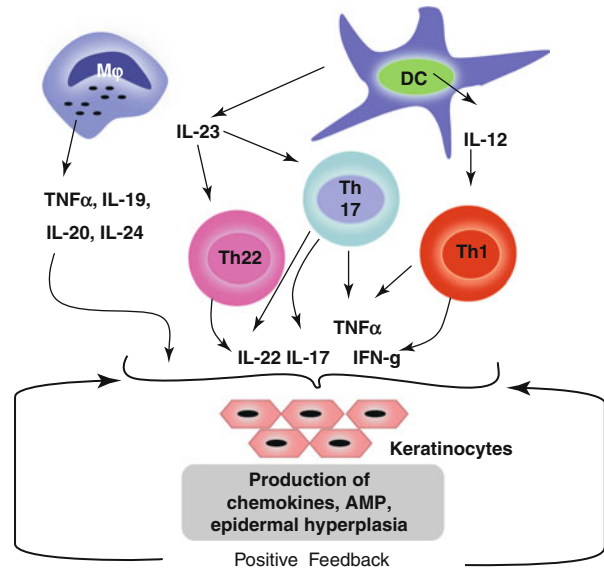 Mφ
DC
IL-23
IL-12
TNFα, IL-19,
IL-20, IL-24
Th
17
Th22
Th1
TNFα
IL-22 IL-17 IFN-g
Keratinocytes
Production of
chemokines, AMP,
epidermal hyperplasia
Positive Feedback